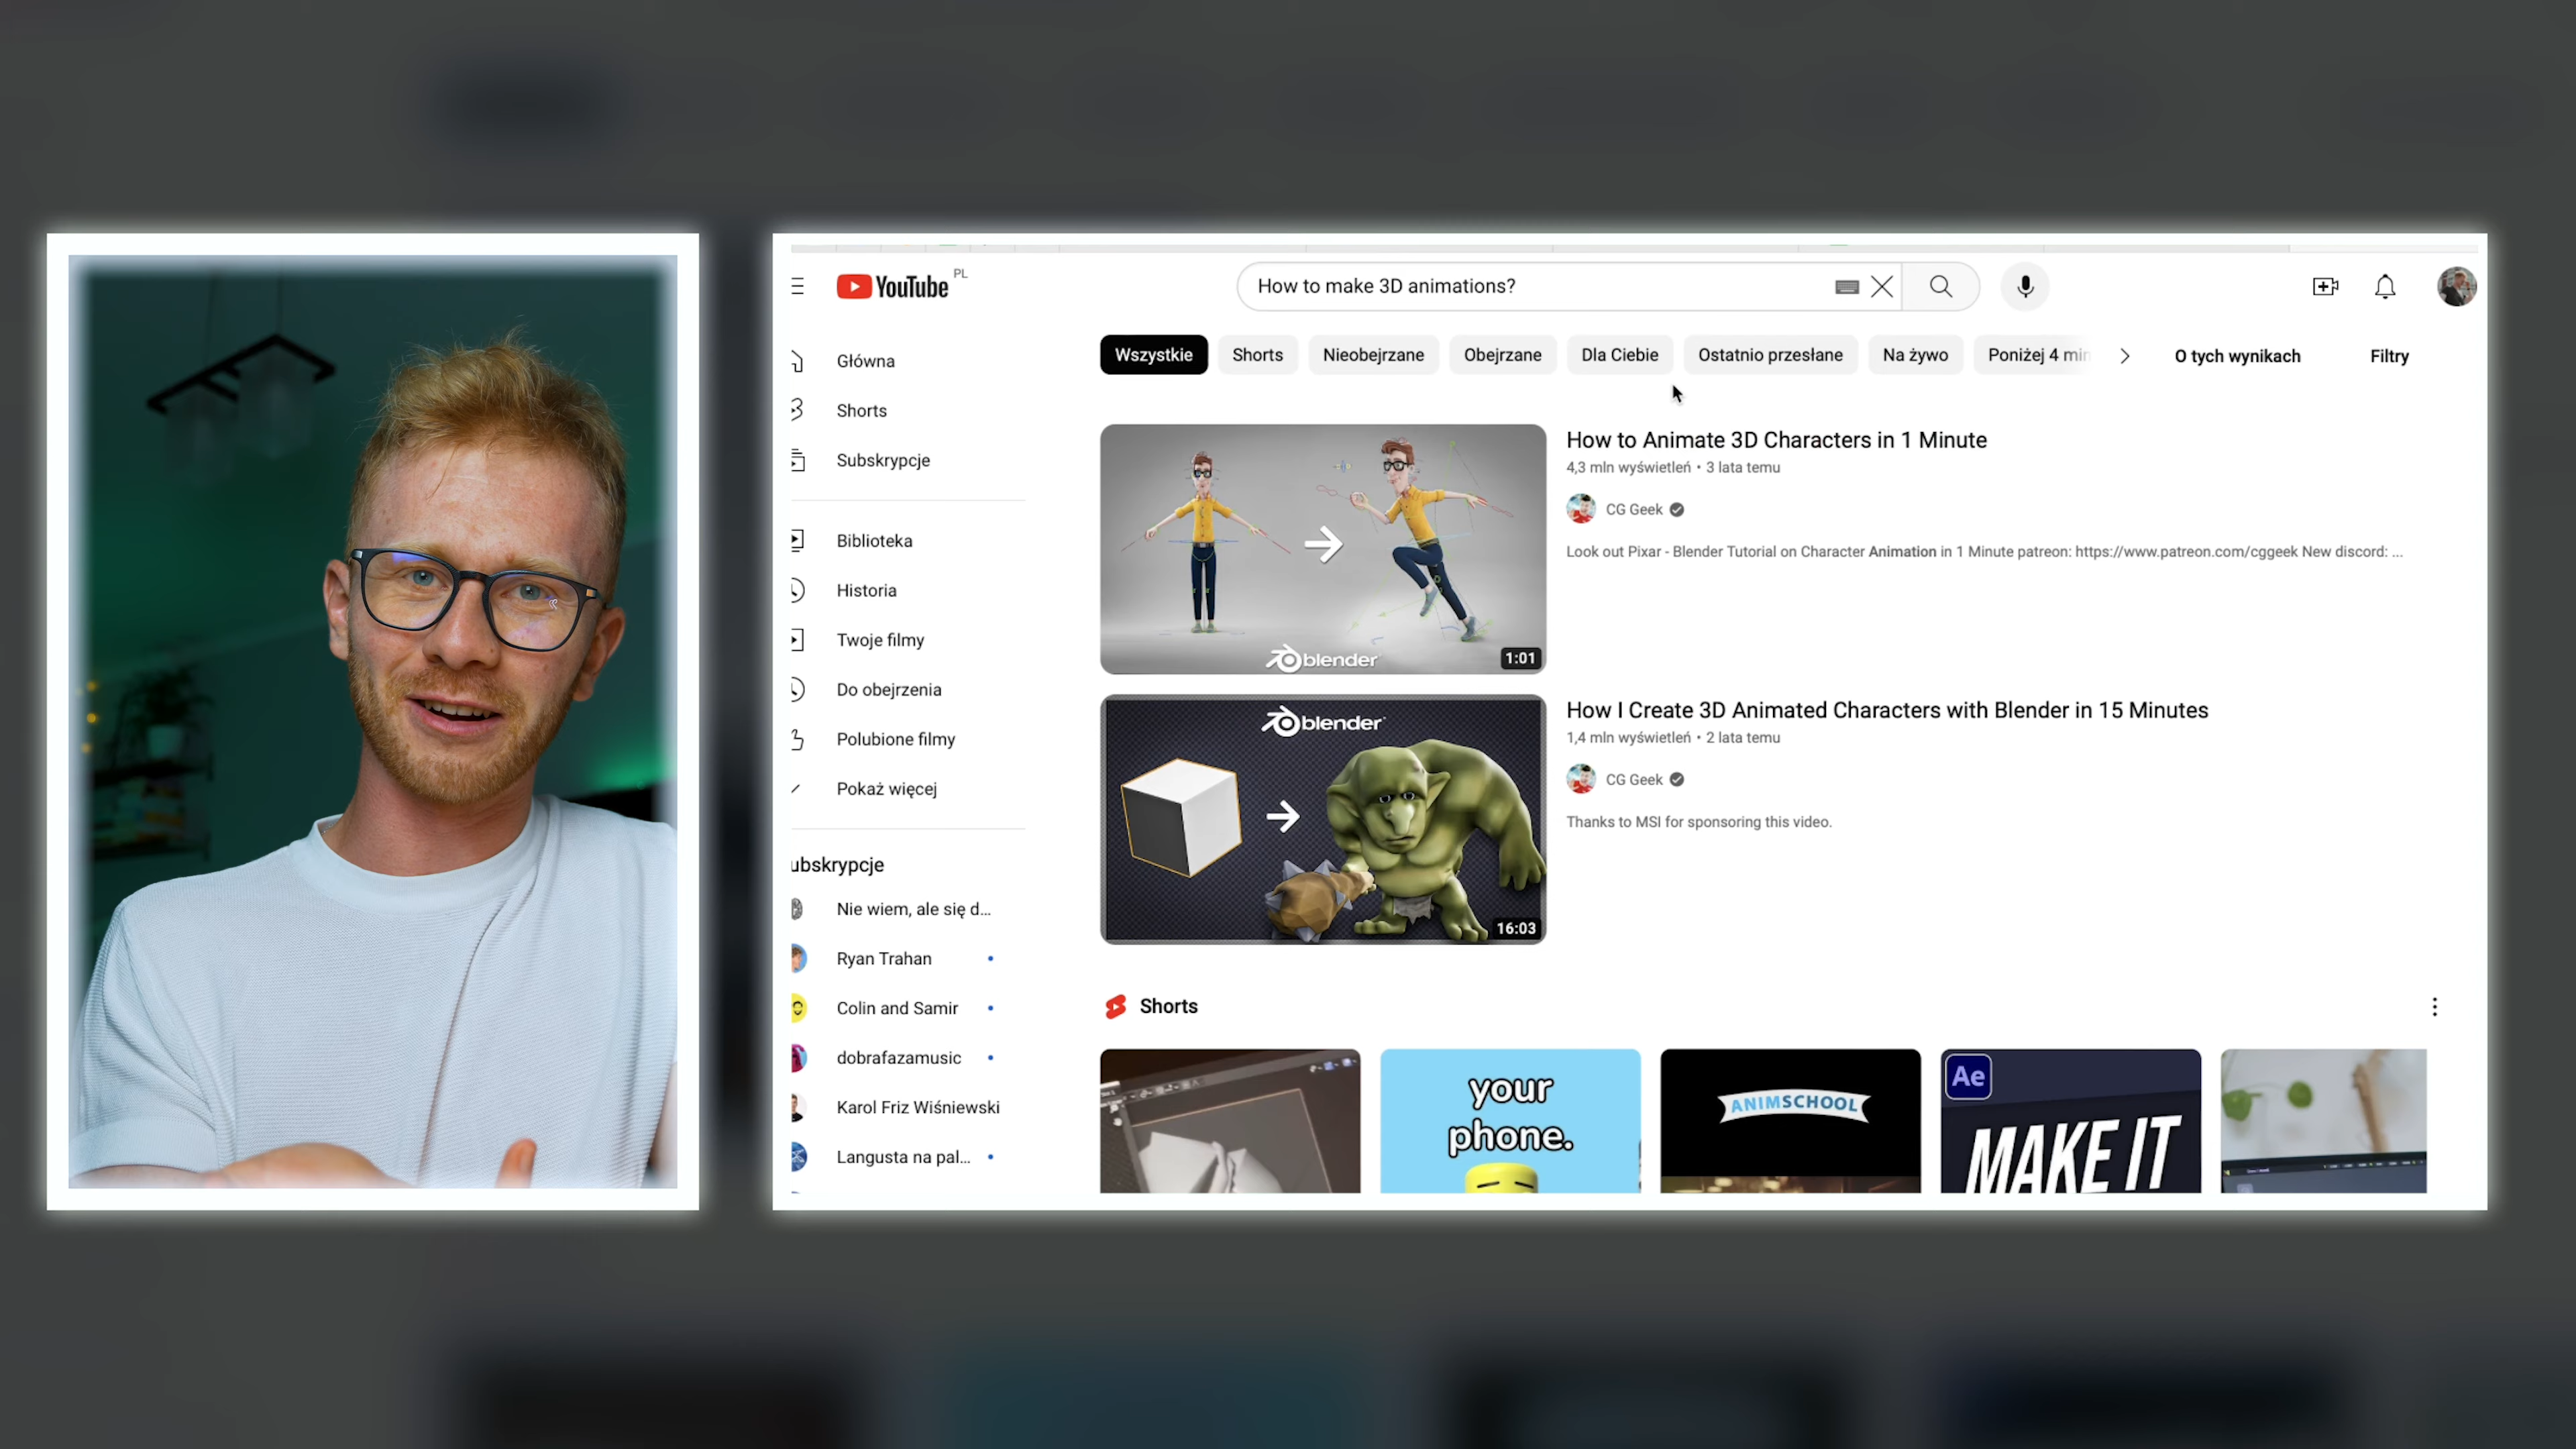 YouTube PL
How to make 3D animations?
Wszystkie
Shorts
Nieobejrzane
Obejrzane
Dla Ciebie
Ostatnio przesłane
Na żywo
Poniżej 4 min
O tych wynikach
Filtry
Główna
Shorts
Subskrypcje
Biblioteka
Historia
Twoje filmy
Do obejrzenia
Polubione filmy
Pokaż więcej
ubskrypcje
Nie wiem, ale się d...
Ryan Trahan
Colin and Samir
dobrafazamusic
Karol Friz Wiśniewski
Langusta na pal...
blender
1:01
How to Animate 3D Characters in 1 Minute
4,3 mln wyświetleń • 3 lata temu
CG Geek
Look out Pixar - Blender Tutorial on Character Animation in 1 Minute patreon: https://www.patreon.com/cggeek New discord: ...
blender
16:03
How I Create 3D Animated Characters with Blender in 15 Minutes
1,4 mln wyświetleń • 2 lata temu
CG Geek
Thanks to MSI for sponsoring this video.
Shorts
your
phone.
ANIMSCHOOL
Ae
MAKE IT